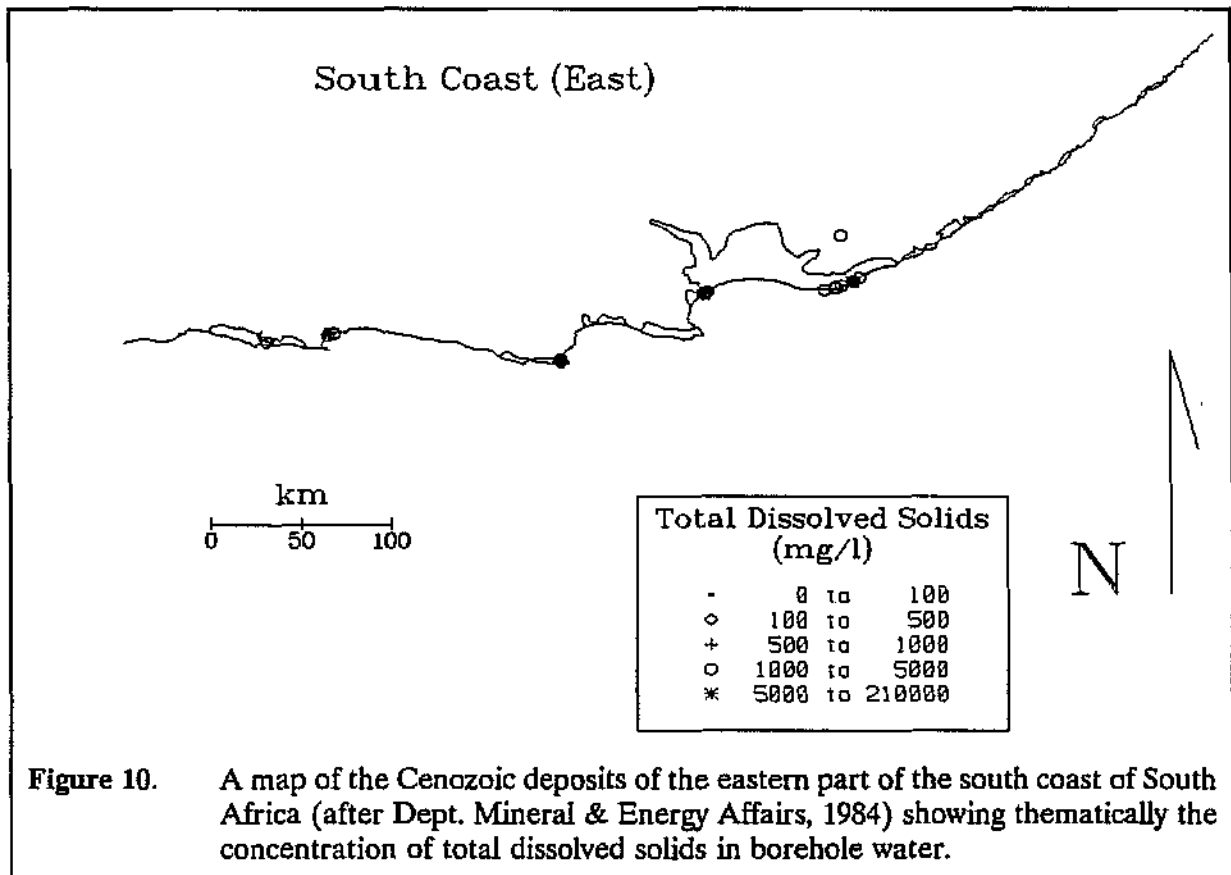 South Coast (East)
km
0 50 100
Total Dissolved Solids
(mg/l)
- 0 to 100
◇ 100 to 500
+ 500 to 1000
○ 1000 to 5000
* 5000 to 210000
N
Figure 10. A map of the Cenozoic deposits of the eastern part of the south coast of South
Africa (after Dept. Mineral & Energy Affairs, 1984) showing thematically the
concentration of total dissolved solids in borehole water.